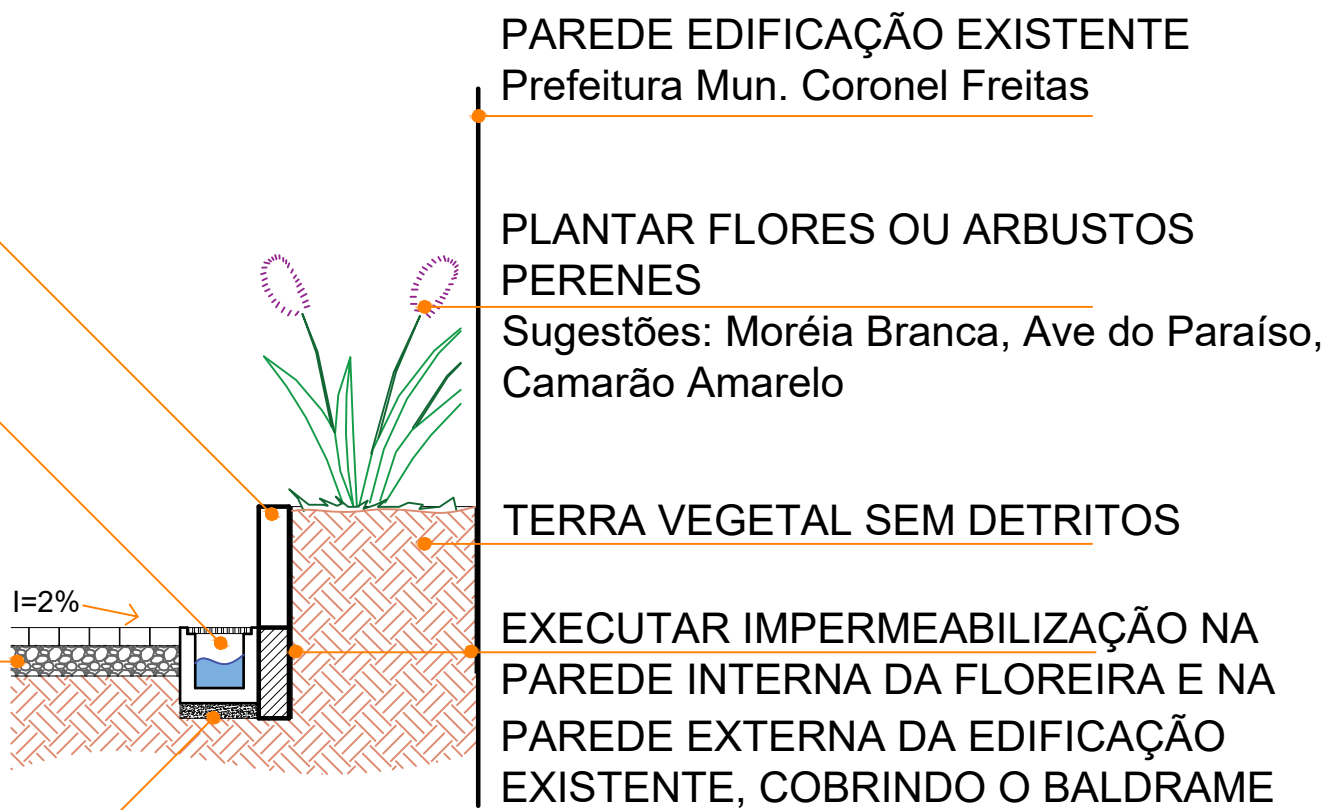 PAREDE EDIFICAÇÃO EXISTENTE
Prefeitura Mun. Coronel Freitas
PLANTAR FLORES OU ARBUSTOS
PERENES
Sugestões: Moréia Branca, Ave do Paraíso,
Camarão Amarelo
TERRA VEGETAL SEM DETRITOS
I=2%
EXECUTAR IMPERMEABILIZAÇÃO NA
PAREDE INTERNA DA FLOREIRA E NA
PAREDE EXTERNA DA EDIFICAÇÃO
EXISTENTE, COBRINDO O BALDRAME